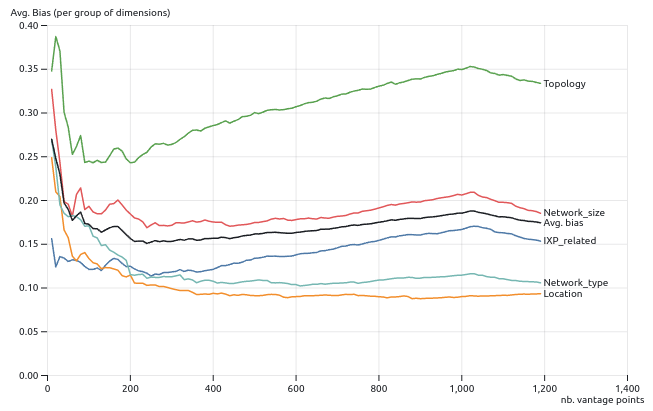 Avg. Bias (per group of dimensions)
0.40
0.35
0.30
0.25
0.20
0.15
0.10
0.05
0.00
Topology
Network_size
Avg. bias
IXP_related
Network_type
Location
0 200 400 600 800 1,000 1,200 1,400
nb. vantage points